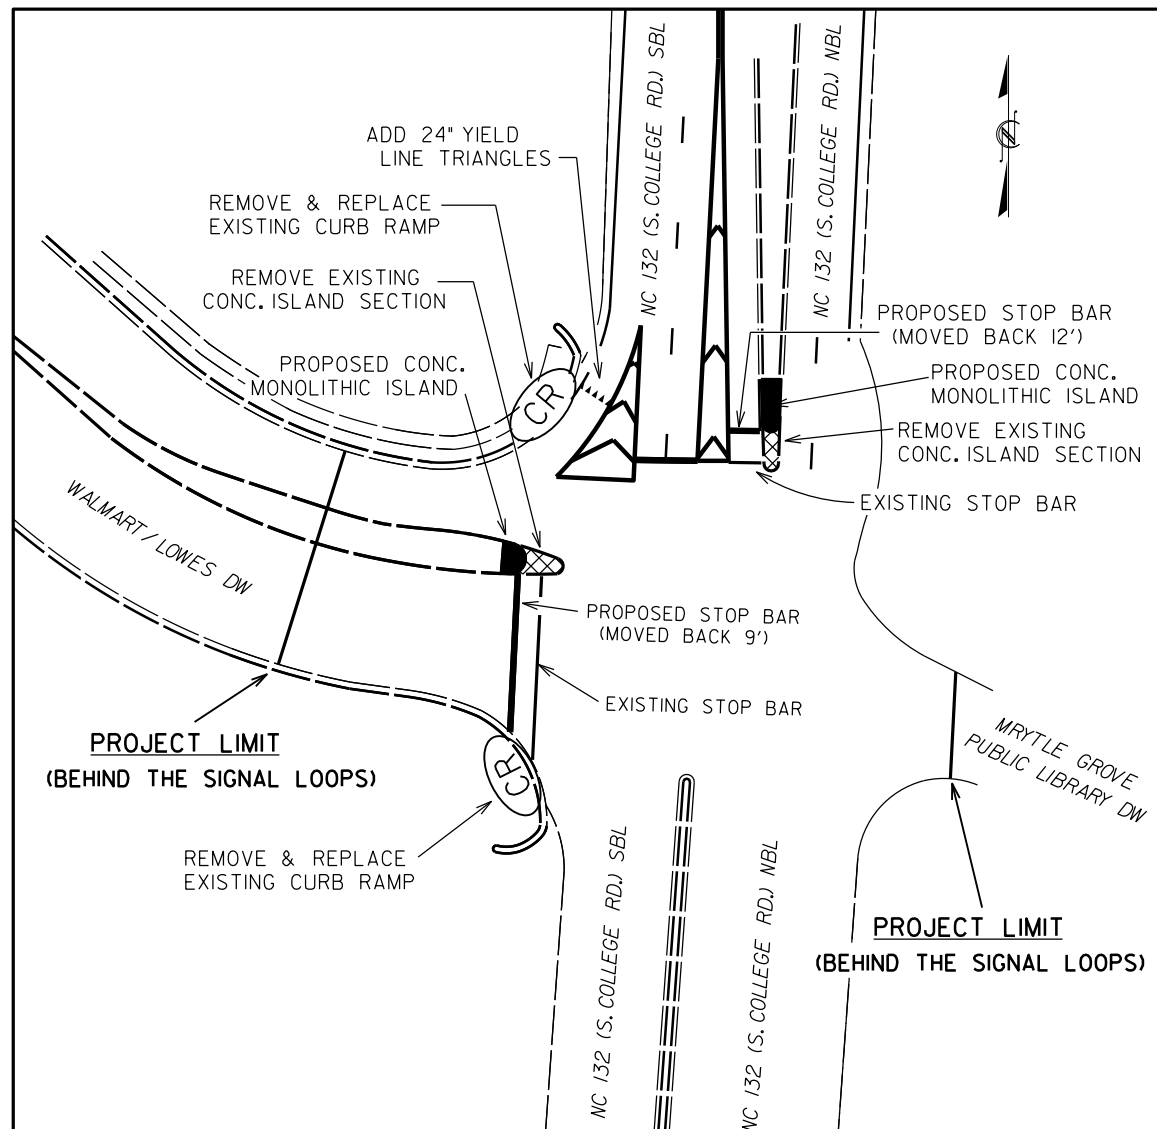 NC 132 (S. COLLEGE RD.) SBL
NC 132 (S. COLLEGE RD.) NBL
ADD 24" YIELD
LINE TRIANGLES
REMOVE & REPLACE
EXISTING CURB RAMP
REMOVE EXISTING
CONC. ISLAND SECTION
PROPOSED CONC.
MONOLITHIC ISLAND
CR
PROPOSED STOP BAR
(MOVED BACK 12')
PROPOSED CONC.
MONOLITHIC ISLAND
REMOVE EXISTING
CONC. ISLAND SECTION
EXISTING STOP BAR
WALMART/LOWES DW
PROPOSED STOP BAR
(MOVED BACK 9')
EXISTING STOP BAR
PROJECT LIMIT
(BEHIND THE SIGNAL LOOPS)
MRYTLE GROVE
PUBLIC LIBRARY DW
CR
REMOVE & REPLACE
EXISTING CURB RAMP
NC 132 (S. COLLEGE RD.) SBL
NC 132 (S. COLLEGE RD.) NBL
PROJECT LIMIT
(BEHIND THE SIGNAL LOOPS)